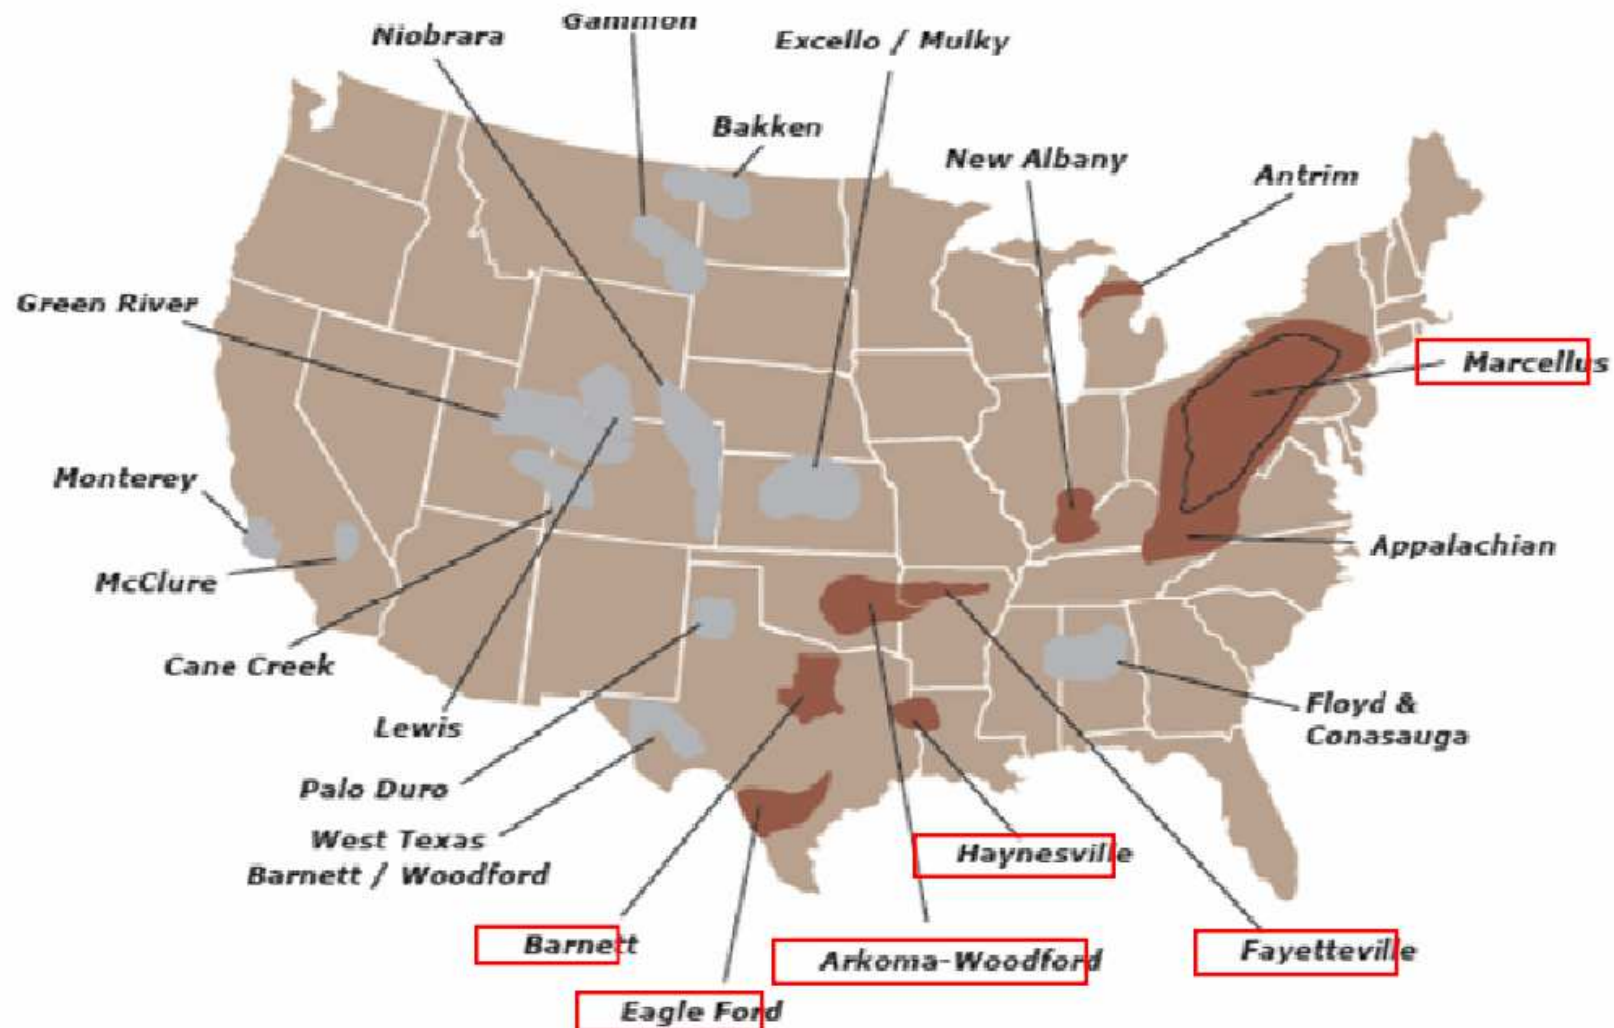 Gammon
Niobrara
Excello / Mulky
Bakken
New Albany
Antrim
Green River
Marcellus
Monterey
Appalachian
McClure
Cane Creek
Floyd &
Conasauga
Lewis
Palo Duro
West Texas
Barnett / Woodford
Haynesville
Barnett
Arkoma-Woodford
Fayetteville
Eagle Ford